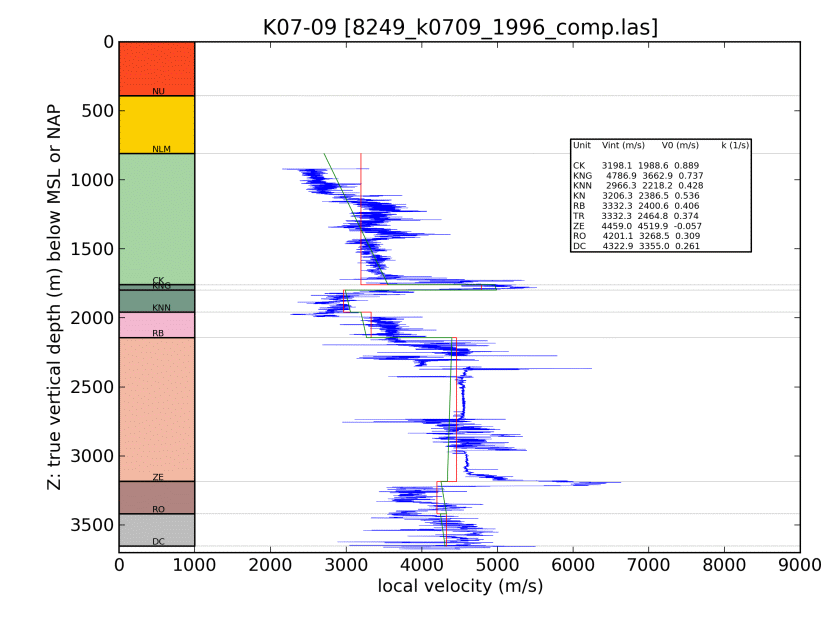 K07-09 [8249_k0709_1996_comp.las]
Z: true vertical depth (m) below MSL or NAP
0
500
1000
1500
2000
2500
3000
3500
NU
NLM
CK
KNG
KNN
RB
ZE
RO
DC
Unit Vint (m/s) V0 (m/s) k (1/s)
CK 3198.1 1988.6 0.889
KNG 4786.9 3662.9 0.737
KNN 2966.3 2218.2 0.428
KN 3206.3 2386.5 0.536
RB 3332.3 2400.6 0.406
TR 3332.3 2464.8 0.374
ZE 4459.0 4519.9 -0.057
RO 4201.1 3268.5 0.309
DC 4322.9 3355.0 0.261
0 1000 2000 3000 4000 5000 6000 7000 8000 9000
local velocity (m/s)